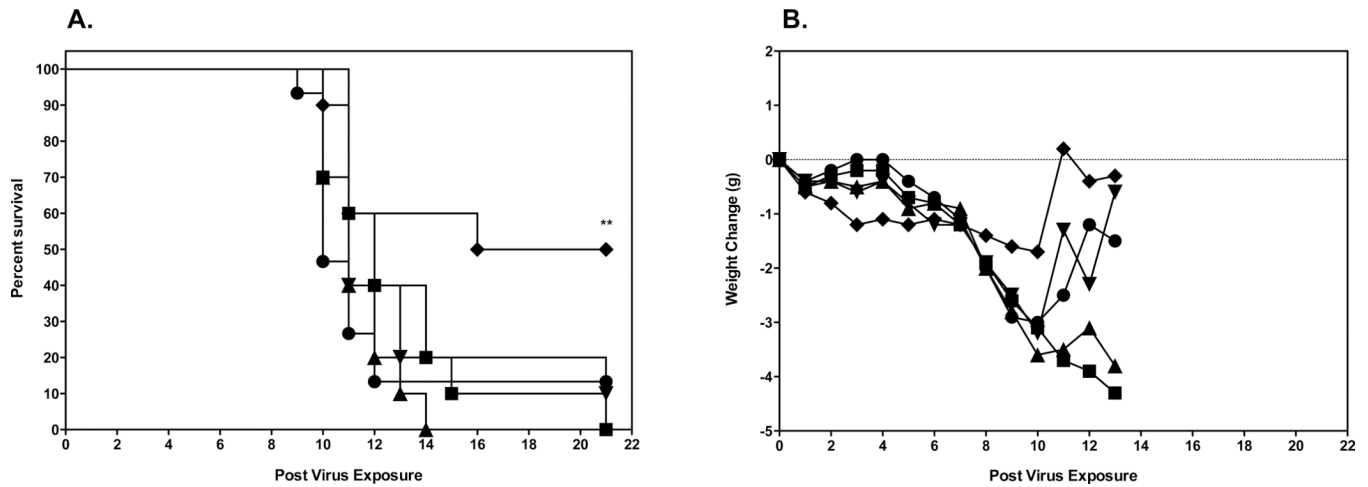 A.
100
90
80
70
60
50
40
30
20
10
0
Percent survival
**
0 2 4 6 8 10 12 14 16 18 20 22
Post Virus Exposure
B.
2
1
0
-1
-2
-3
-4
-5
Weight Change (g)
0 2 4 6 8 10 12 14 16 18 20 22
Post Virus Exposure